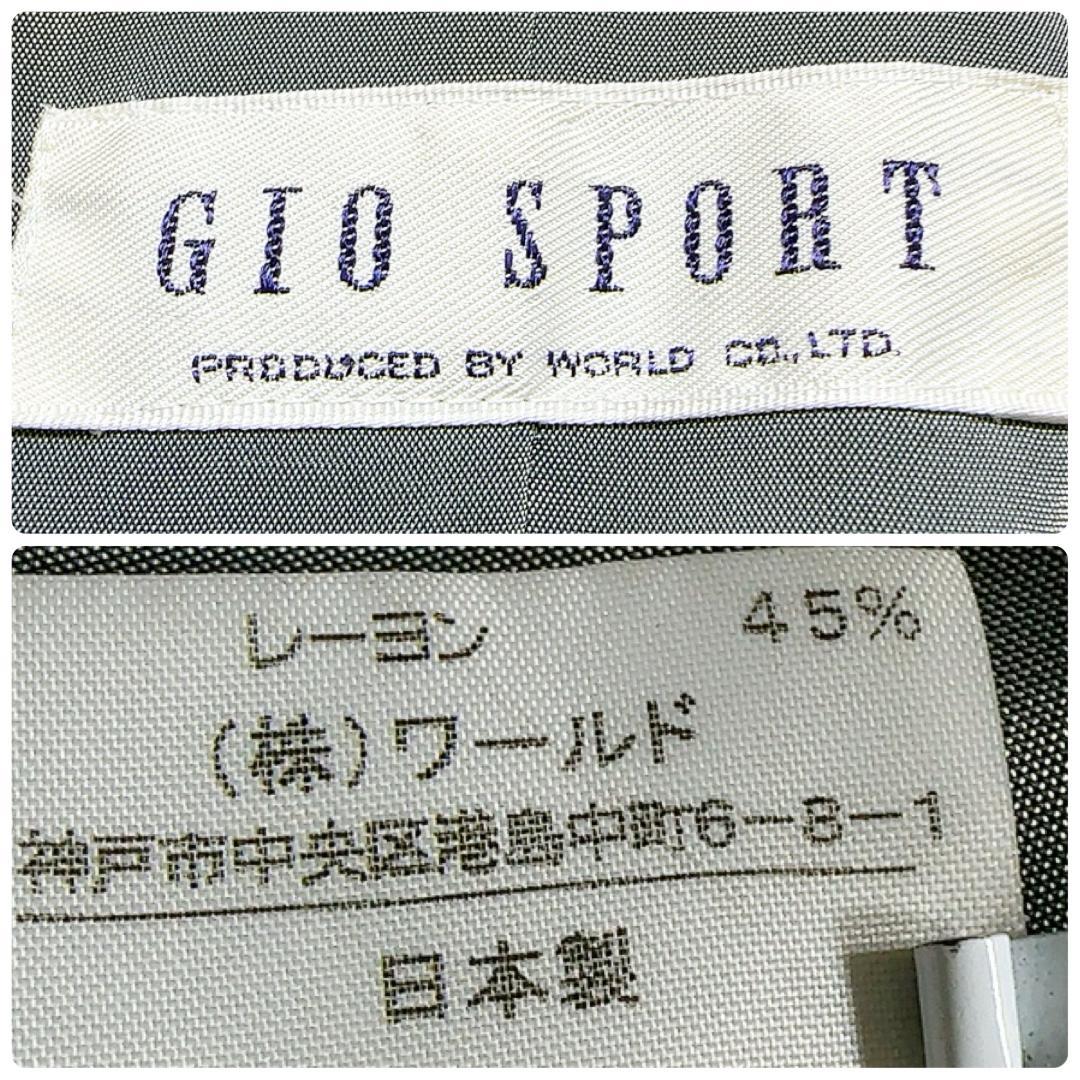 GIO SPORT
PRODUCED BY WORLD CO., LTD.
レーヨン 45%
(株)ワールド
神戸市中央区港島中町6-8-1
日本製